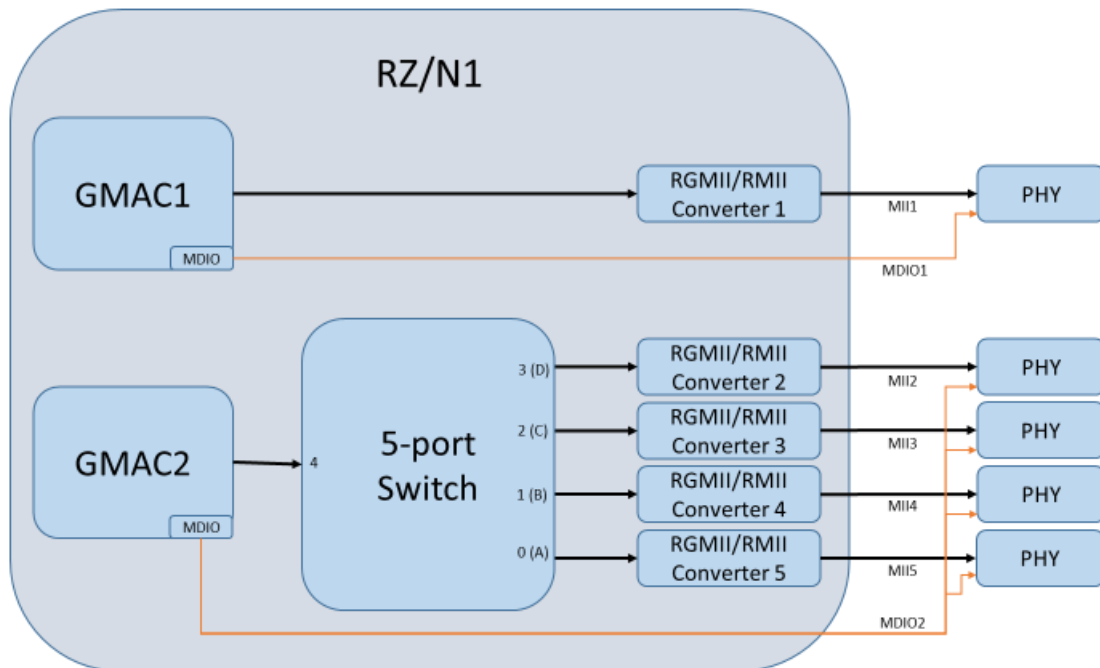 RZ/N1
GMAC1
MDIO
RGMII/RMII
Converter 1
MII1
PHY
MDIO1
GMAC2
MDIO
5-port
Switch
4
3 (D)
2 (C)
1 (B)
0 (A)
RGMII/RMII
Converter 2
MII2
PHY
RGMII/RMII
Converter 3
MII3
PHY
RGMII/RMII
Converter 4
MII4
PHY
RGMII/RMII
Converter 5
MII5
PHY
MDIO2